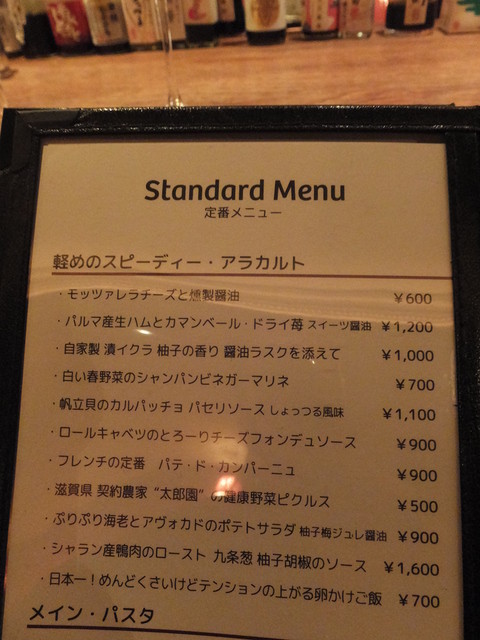 Standard Menu
定番メニュー
軽めのスピーディー・アラカルト
・モッツァレラチーズと燻製醤油 ￥600
・パルマ産生ハムとカマンベール・ドライ苺 スイーツ醤油 ￥1,200
・自家製 漬イクラ 柚子の香り 醤油ラスクを添えて ￥1,000
・白い春野菜のシャンパンビネガーマリネ ￥700
・帆立貝のカルパッチョ パセリソース しょっつる風味 ￥1,100
・ロールキャベツのとろーりチーズフォンデュソース ￥900
・フレンチの定番 パテ・ド・カンパーニュ ￥900
・滋賀県 契約農家“太郎園”の健康野菜ピクルス ￥500
・ぷりぷり海老とアヴォカドのポテトサラダ 柚子梅ジュレ醤油 ￥900
・シャラン産鴨肉のロースト 九条葱 柚子胡椒のソース ￥1,600
・日本一！めんどくさいけどテンションの上がる卵かけご飯 ￥700
メイン・パスタ